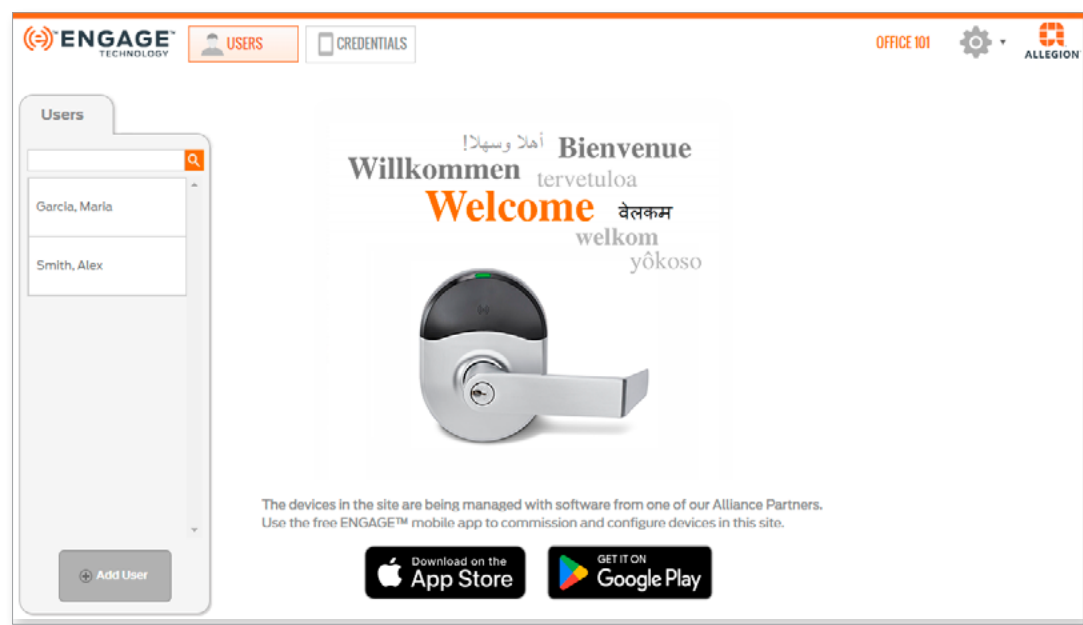 ENGAGE™
TECHNOLOGY
USERS
CREDENTIALS
OFFICE 101
ALLEGION
Users
Garcia, Maria
Smith, Alex
Add User
أهلا وسهلا!
Bienvenue
Willkommen
tervetuloa
Welcome
वेलकम
welkom
yôkoso
The devices in the site are being managed with software from one of our Alliance Partners.
Use the free ENGAGE™ mobile app to commission and configure devices in this site.
Download on the
App Store
GET IT ON
Google Play